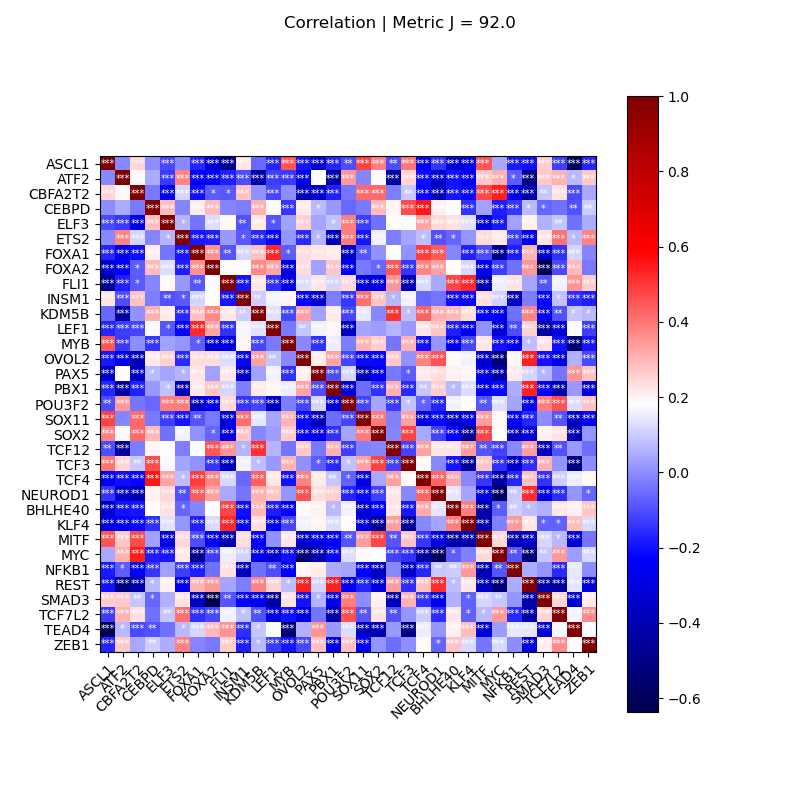 Correlation | Metric J = 92.0
ASCL1
ATF2
CBFA2T2
CEBPD
ELF3
ETS2
FOXA1
FOXA2
FLI1
INSM1
KDM5B
LEF1
MYB
OVOL2
PAX5
PBX1
POU3F2
SOX11
SOX2
TCF12
TCF3
TCF4
NEUROD1
BHLHE40
KLF4
MITF
MYC
NFKB1
REST
SMAD3
TCF7L2
TEAD4
ZEB1
ASCL1
ATF2
CBFA2T2
CEBPD
ELF3
ETS2
FOXA1
FOXA2
FLI1
INSM1
KDM5B
LEF1
MYB
OVOL2
PAX5
PBX1
POU3F2
SOX11
SOX2
TCF12
TCF3
TCF4
NEUROD1
BHLHE40
KLF4
MITF
MYC
NFKB1
REST
SMAD3
TCF7L2
TEAD4
ZEB1
1.0
0.8
0.6
0.4
0.2
0.0
−0.2
−0.4
−0.6